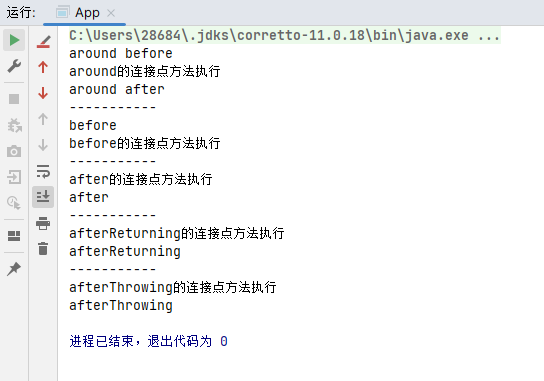 运行: App
C:\Users\28684\.jdks\corretto-11.0.18\bin\java.exe ...
around before
around的连接点方法执行
around after
-----------
before
before的连接点方法执行
-----------
after的连接点方法执行
after
-----------
afterReturning的连接点方法执行
afterReturning
-----------
afterThrowing的连接点方法执行
afterThrowing
进程已结束,退出代码为 0